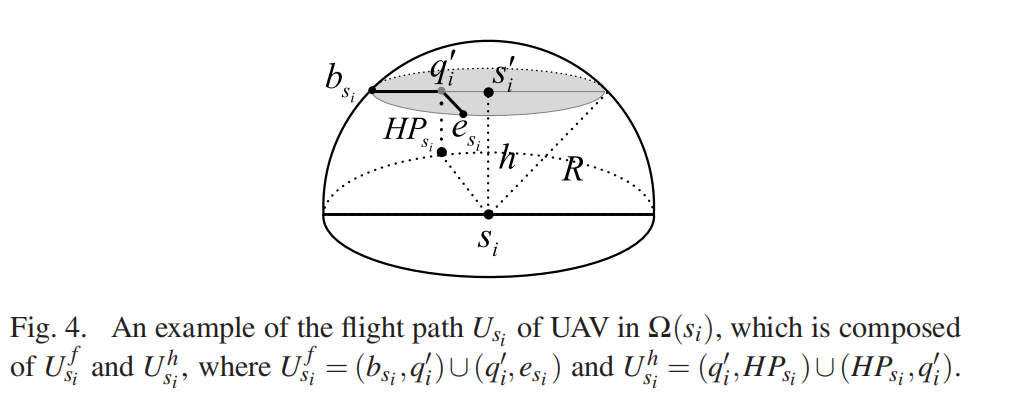 b_{s_i}
q'_i
s'_i
HP_{s_i}
e_{s_i}
h
R
s_i
Fig. 4. An example of the flight path U_{s_i} of UAV in Ω(s_i), which is composed
of U^f_{s_i} and U^h_{s_i}, where U^f_{s_i} = (b_{s_i}, q'_i) ∪ (q'_i, e_{s_i}) and U^h_{s_i} = (q'_i, HP_{s_i}) ∪ (HP_{s_i}, q'_i).